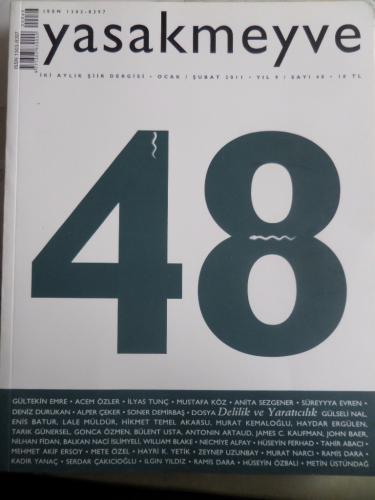 ISSN 1303-8397
yasakmeyve
İKİ AYLIK ŞİİR DERGİSİ • OCAK / ŞUBAT 2011 • YIL 9 / SAYI 48 • 10 TL
48
GÜLTEKİN EMRE • ACEM ÖZLER • İLYAS TUNÇ • MUSTAFA KÖZ • ANİTA SEZGENER • SÜREYYYA EVREN •
DENİZ DURUKAN • ALPER ÇEKER • SONER DEMİRBAŞ • DOSYA Delilik ve Yaratıcılık GÜLSELİ NAL,
ENİS BATUR, LALE MÜLDÜR, HİKMET TEMEL AKARSU, MURAT KEMALOĞLU, HAYDAR ERGÜLEN,
TARIK GÜNERSEL, GONCA ÖZMEN, BÜLENT USTA, ANTONIN ARTAUD, JAMES C. KAUFMAN, JOHN BAER,
NİLHAN FİDAN, BALKAN NACİ İSLİMYELİ, WILLIAM BLAKE • NECMİYE ALPAY • HÜSEYİN FERHAD • TAHİR ABACI •
MEHMET AKİF ERSOY • METE ÖZEL • HAYRİ K. YETİK • ZEYNEP UZUNBAY • MURAT NARCI • RAMİS DARA •
KADİR YANAÇ • SERDAR ÇAKICIOĞLU • ILGIN YILDIZ • RAMİS DARA • HÜSEYİN ÖZBALI • METİN ÜSTÜNDAĞ